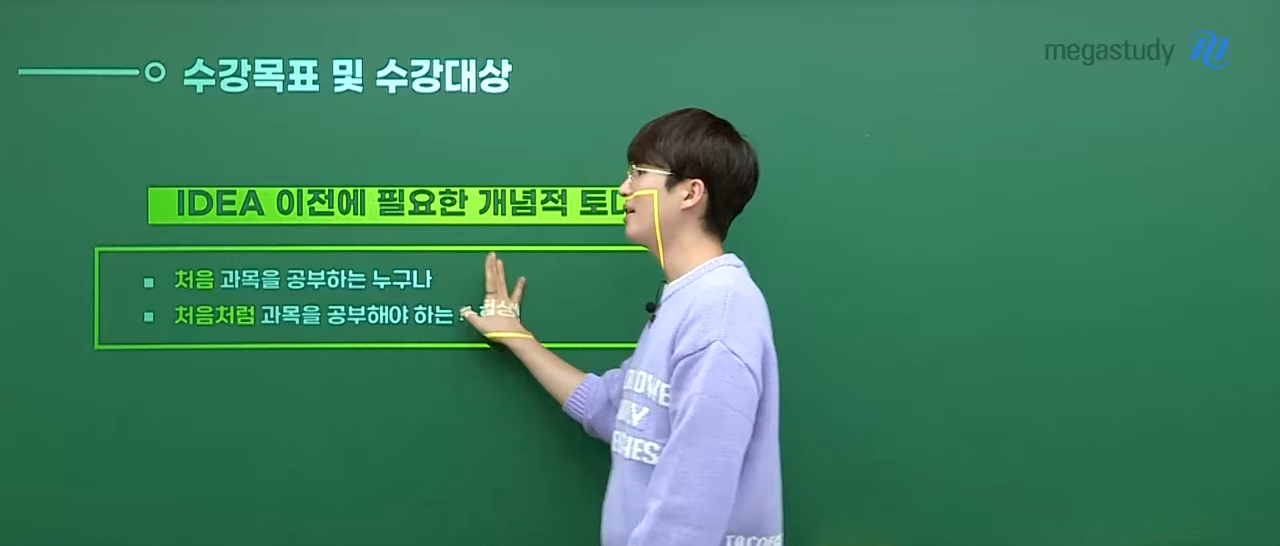 megastudy
수강목표 및 수강대상
IDEA 이전에 필요한 개념적
처음 과목을 공부하는 누구나
처음처럼 과목을 공부해야 하는